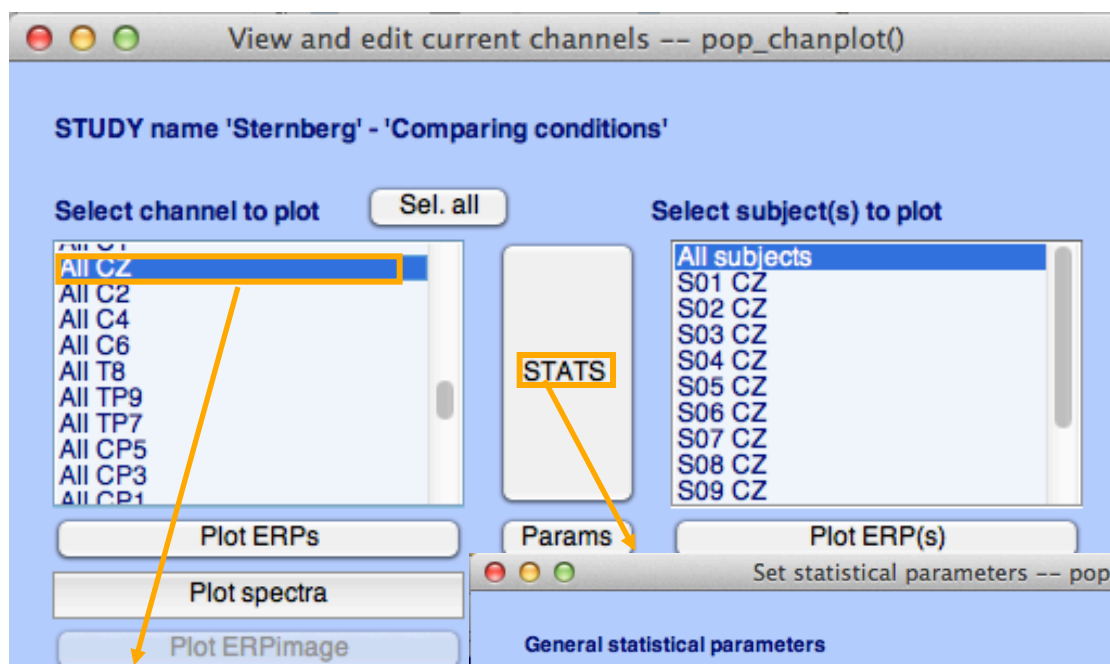 View and edit current channels -- pop_chanplot()
STUDY name 'Sternberg' - 'Comparing conditions'
Select channel to plot
Sel. all
Select subject(s) to plot
All C1
All CZ
All C2
All C4
All C6
All T8
All TP9
All TP7
All CP5
All CP3
All CP1
STATS
All subjects
S01 CZ
S02 CZ
S03 CZ
S04 CZ
S05 CZ
S06 CZ
S07 CZ
S08 CZ
S09 CZ
Plot ERPs
Params
Plot ERP(s)
Plot spectra
Plot ERPimage
Set statistical parameters -- pop
General statistical parameters